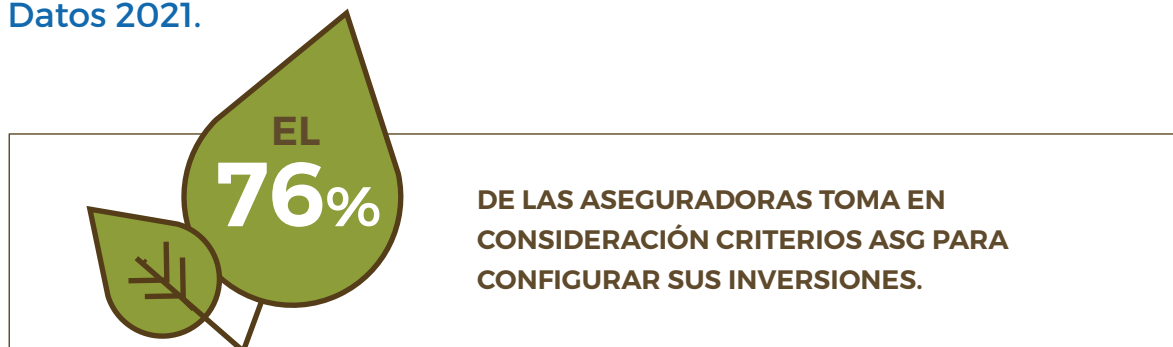 Datos 2021.
EL
76%
DE LAS ASEGURADORAS TOMA EN
CONSIDERACIÓN CRITERIOS ASG PARA
CONFIGURAR SUS INVERSIONES.